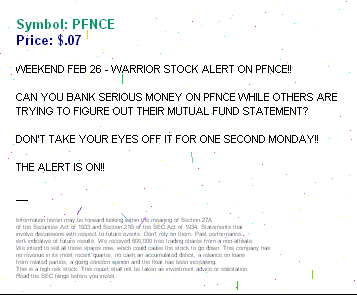 Symbol: PFNCE
Price: $.07
WEEKEND FEB 26 - WARRIOR STOCK ALERT ON PFNCE!!
CAN YOU BANK SERIOUS MONEY ON PFNCE WHILE OTHERS ARE
TRYING TO FIGURE OUT THEIR MUTUAL FUND STATEMENT?
DON'T TAKE YOUR EYES OFF IT FOR ONE SECOND MONDAY!!
THE ALERT IS ON!!
Information herein may be forward looking within the meaning of Section 27A
of the Securities Act of 1933 and Section 21B of the SEC Act of 1934. Statements that
involve discussions with respect to future events. Don't rely on them. Past performance
isn't indicative of future results. We received 600,000 free trading shares from a non-affiliate.
We intend to sell all these shares now, which could cause the stock to go down. This company has:
no revenue in its most recent quarter, no cash, an accumulated deficit, a reliance on loans
from related parties, a going concern opinion and the float has been increasing.
This is a high risk stock. This report shall not be taken as investment advice or solicitation.
Read the SEC filings before you invest.